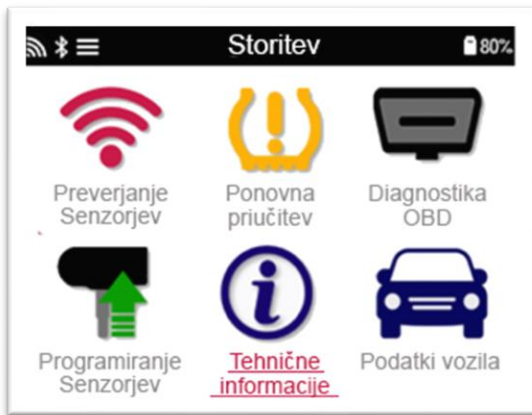 Storitev
80%
Preverjanje
Senzorjev
Ponovna
priučitev
Diagnostika
OBD
Programiranje
Senzorjev
Tehnične
informacije
Podatki vozila